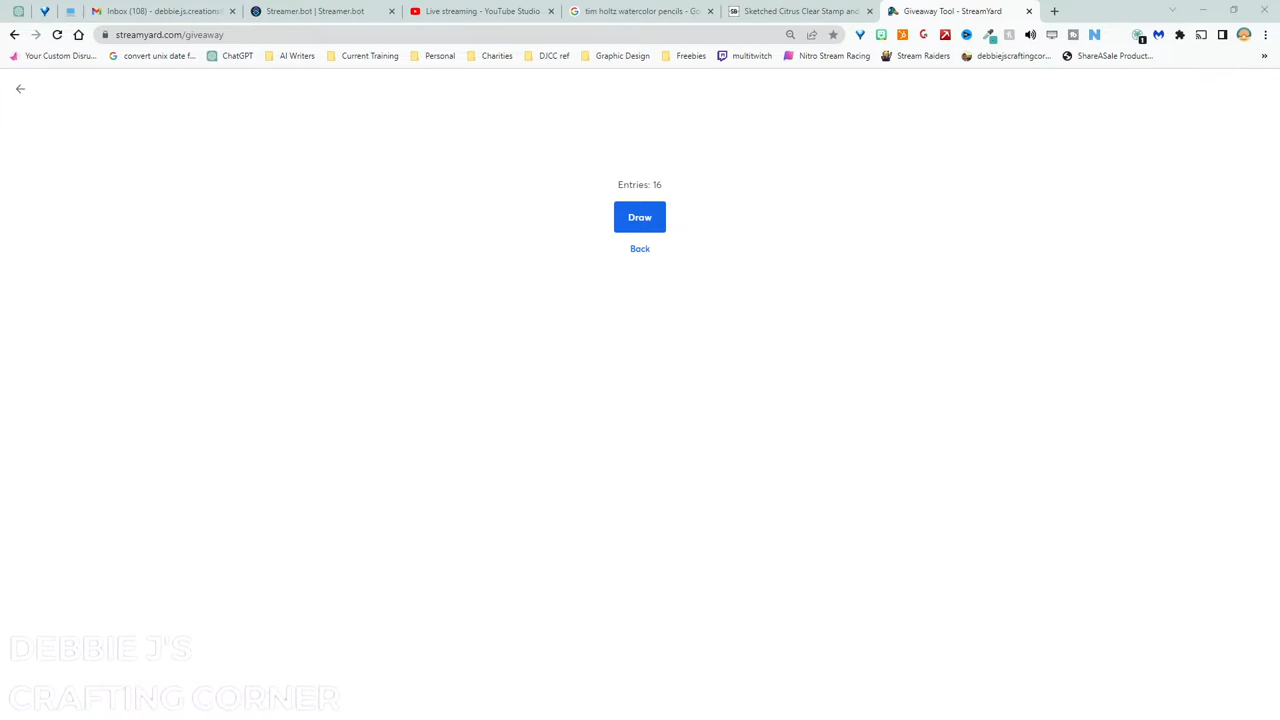 Inbox (108) - debbie.js.creations
Streamer.bot | Streamer.bot
Live streaming - YouTube Studio
tim holtz watercolor pencils - Go
Sketched Citrus Clear Stamp and
Giveaway Tool - StreamYard
streamyard.com/giveaway
Your Custom Disru...
convert unix date f...
ChatGPT
AI Writers
Current Training
Personal
Charities
DJCC ref
Graphic Design
Freebies
multitwitch
Nitro Stream Racing
Stream Raiders
debbiejscraftingcor...
ShareASale Product...
Entries: 16
Draw
Back
DEBBIE J'S
CRAFTING CORNER